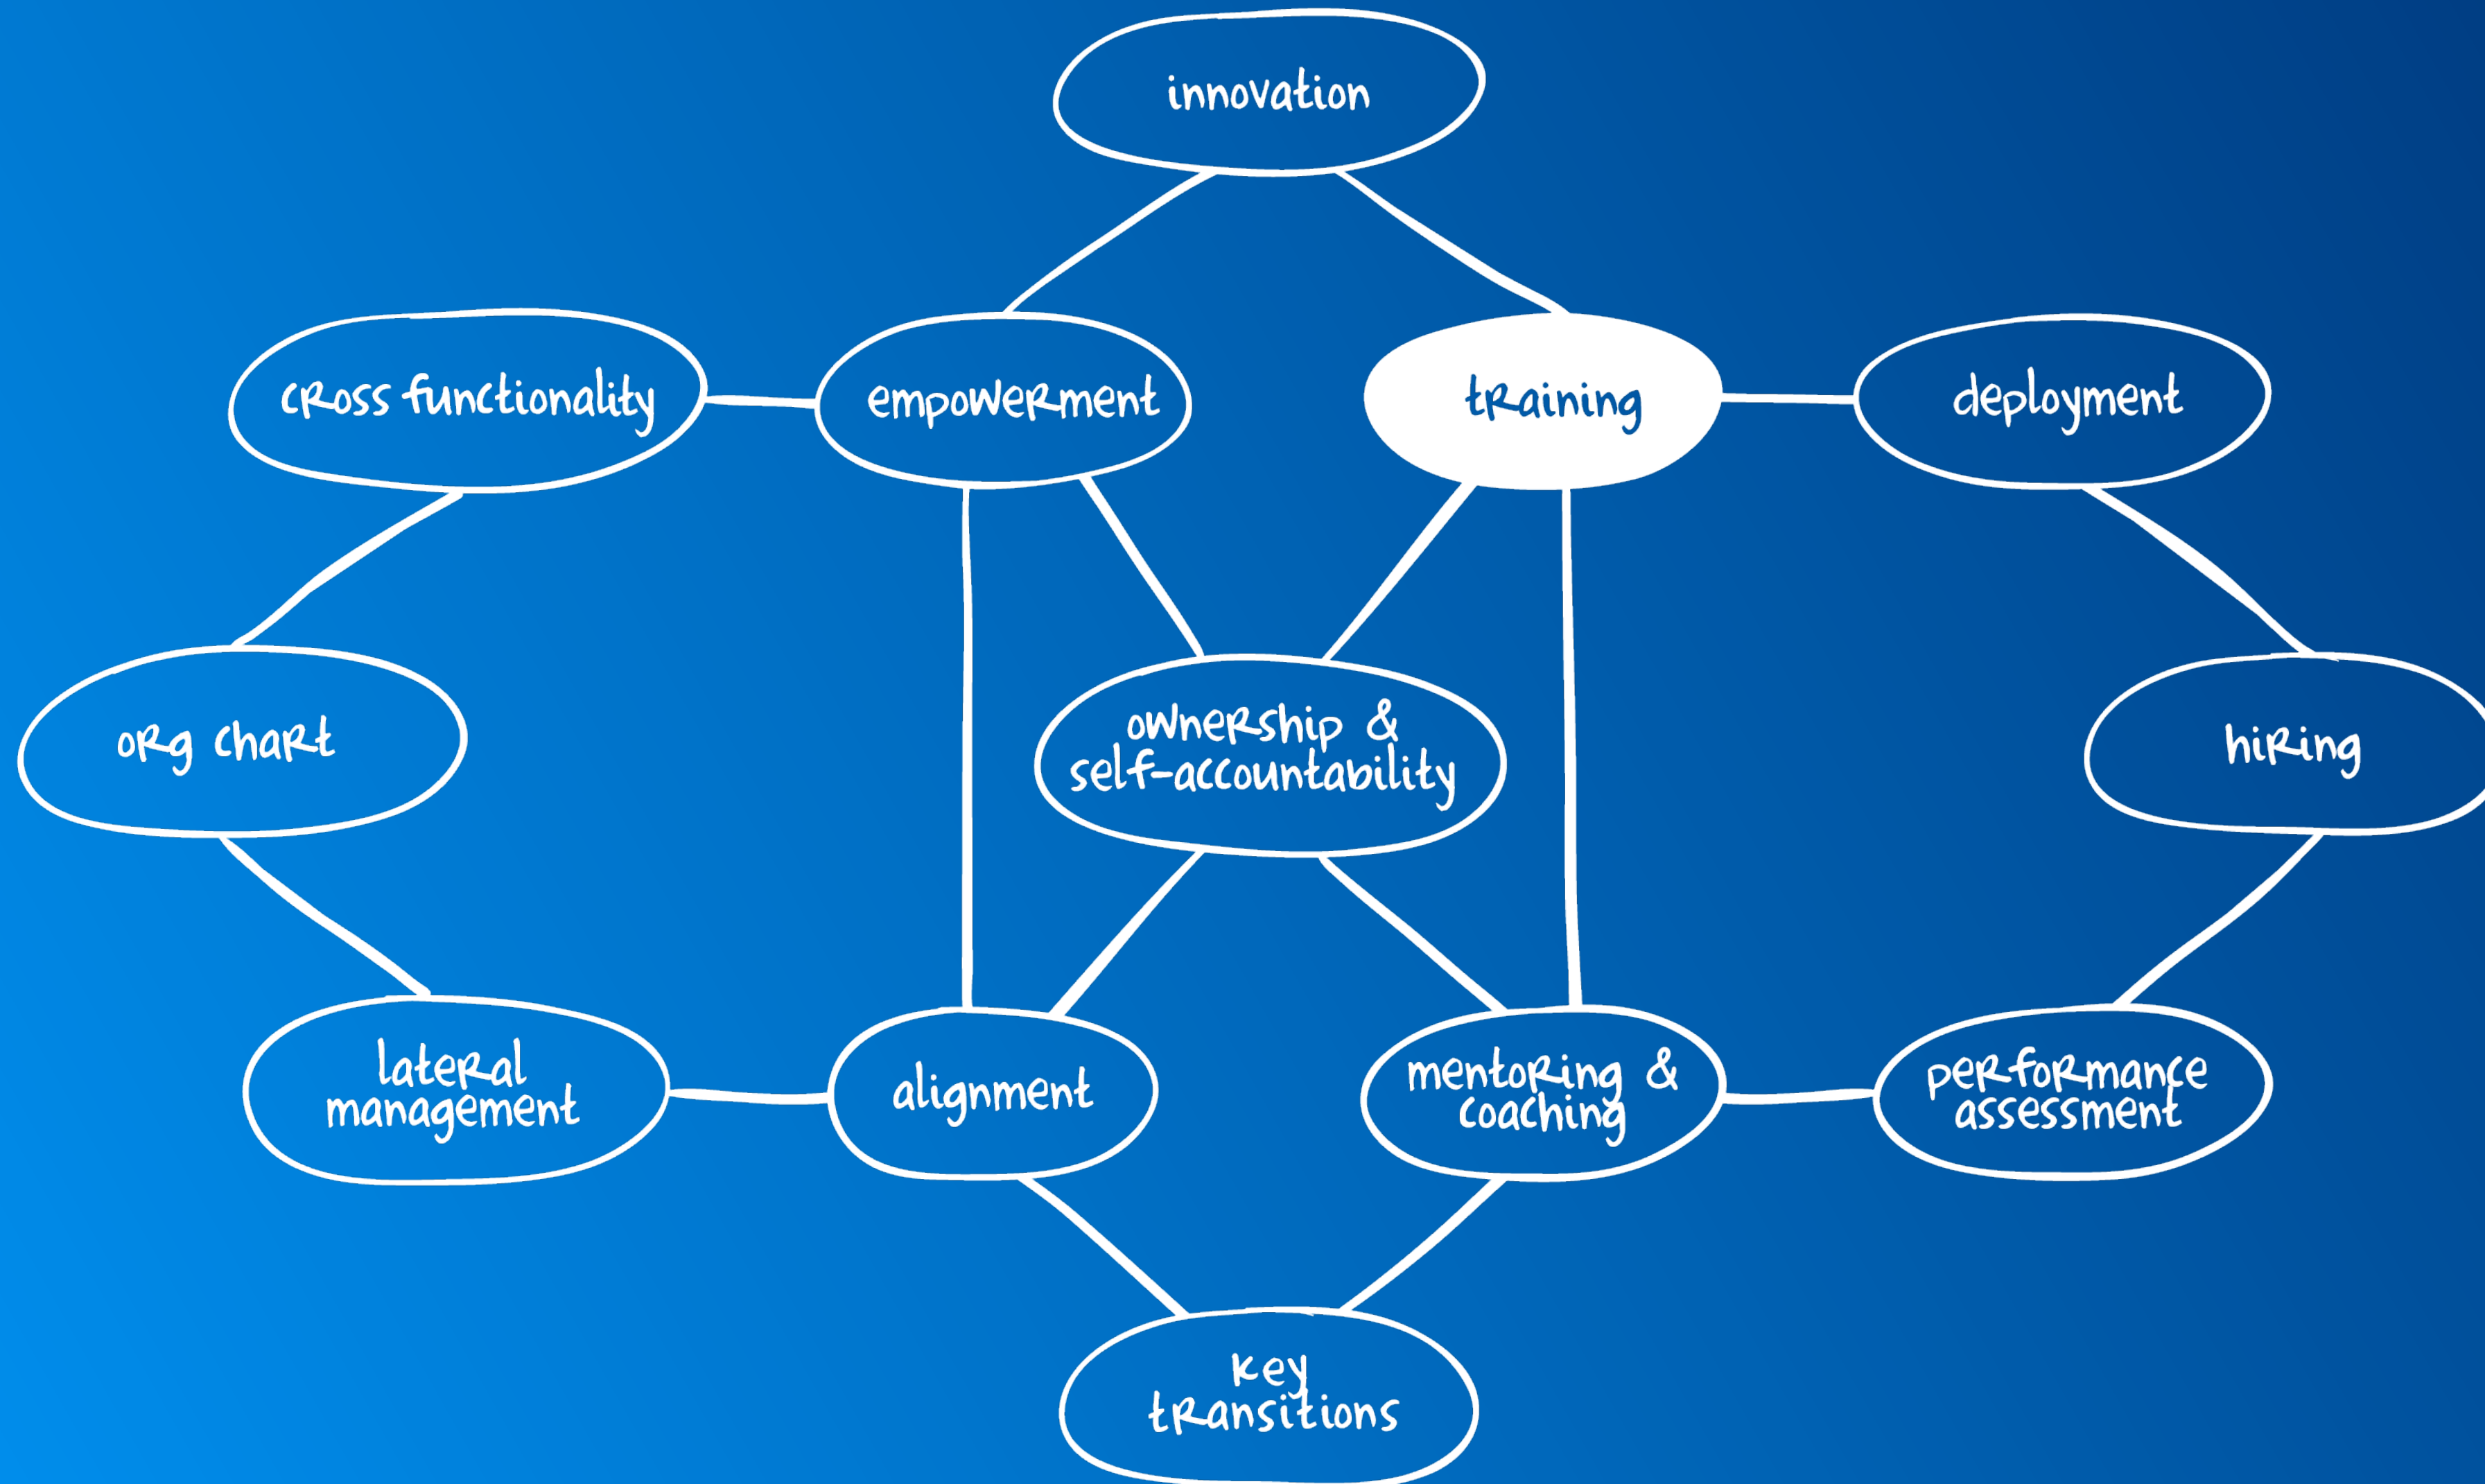 innovation
cross functionality
empowerment
training
deployment
org chart
ownership &
self-accountability
hiring
lateral
management
alignment
mentoring &
coaching
performance
assessment
key
transitions